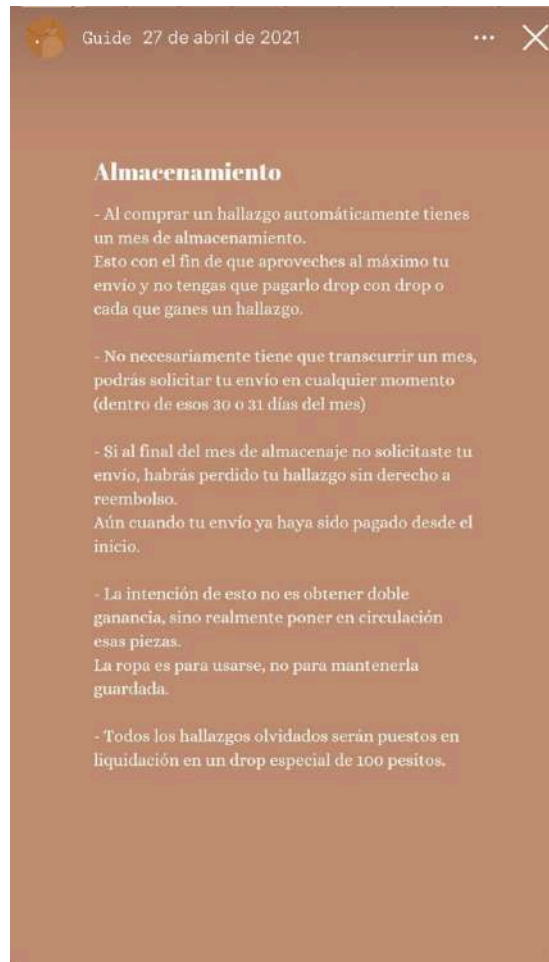 Guide 27 de abril de 2021
Almacenamiento
- Al comprar un hallazgo automáticamente tienes
un mes de almacenamiento.
Esto con el fin de que aproveches al máximo tu
envío y no tengas que pagarlo drop con drop o
cada que ganes un hallazgo.
- No necesariamente tiene que transcurrir un mes,
podrás solicitar tu envío en cualquier momento
(dentro de esos 30 o 31 días del mes)
- Si al final del mes de almacenaje no solicitaste tu
envío, habrás perdido tu hallazgo sin derecho a
reembolso.
Aún cuando tu envío ya haya sido pagado desde el
inicio.
- La intención de esto no es obtener doble
ganancia, sino realmente poner en circulación
esas piezas.
La ropa es para usarse, no para mantenerla
guardada.
- Todos los hallazgos olvidados serán puestos en
liquidación en un drop especial de 100 pesitos.